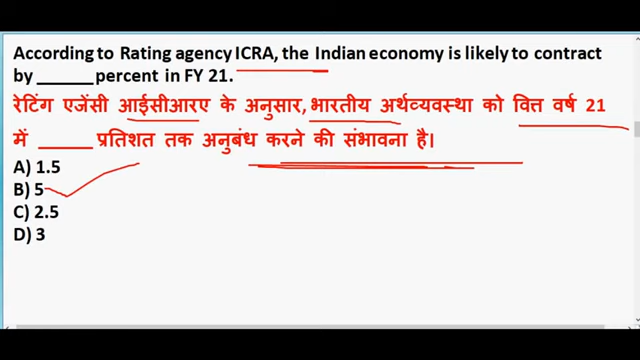 According to Rating agency ICRA, the Indian economy is likely to contract
by ______ percent in FY 21.
रेटिंग एजेंसी आईसीआरए के अनुसार, भारतीय अर्थव्यवस्था को वित्त वर्ष 21
में _____ प्रतिशत तक अनुबंध करने की संभावना है।
A) 1.5
B) 5
C) 2.5
D) 3